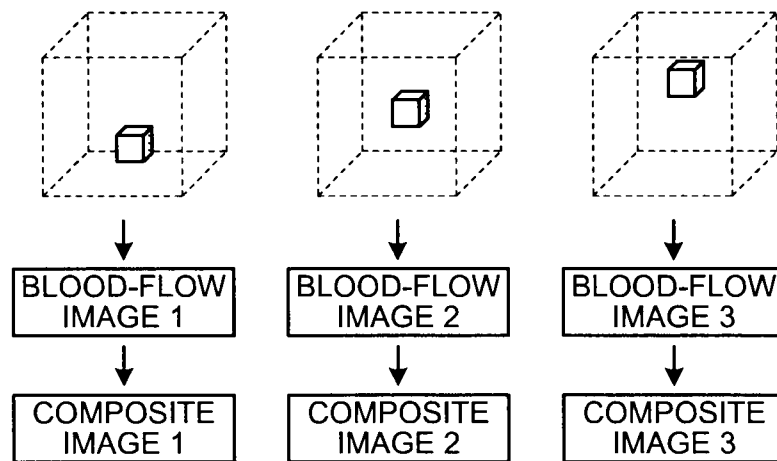 BLOOD-FLOW
IMAGE 1
BLOOD-FLOW
IMAGE 2
BLOOD-FLOW
IMAGE 3
COMPOSITE
IMAGE 1
COMPOSITE
IMAGE 2
COMPOSITE
IMAGE 3